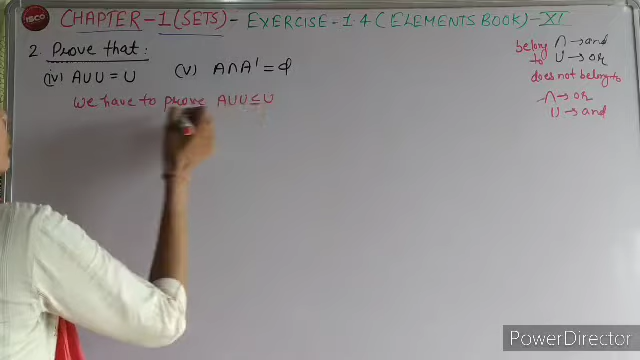 TSCO
CHAPTER-1(SETS)- EXERCISE-1.4(ELEMENTS BOOK)-XI
2. Prove that:
(iv) A∪U = U (v) A∩A' = ϕ
We have to prove A∪U ⊆ U
belong to
∩→and
∪→or
does not belong to
∩→or
∪→and
PowerDirector